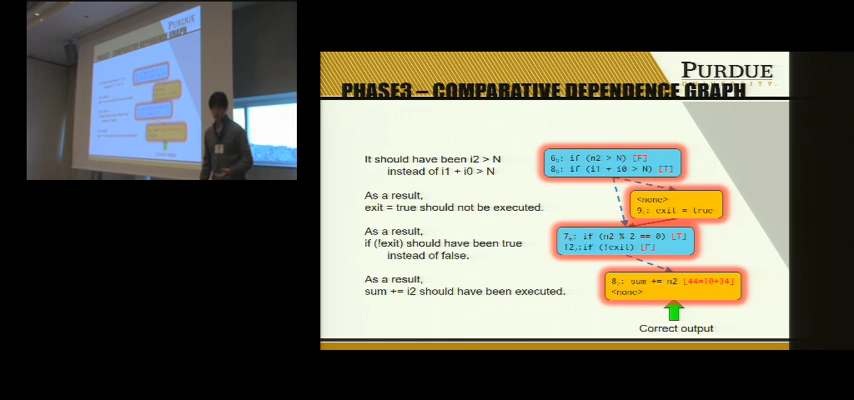 PURDUE
PHASE3 – COMPARATIVE DEPENDENCE GRAPH
It should have been i2 > N
instead of i1 + i0 > N
As a result,
exit = true should not be executed.
As a result,
if (!exit) should have been true
instead of false.
As a result,
sum += i2 should have been executed.
if (n2 > N) [F]
if (i1 + i0 > N) [T]
<none>
exit = true
if (n2 % 2 == 0) [T]
if (!exit) [F]
sum += n2 [44=10+34]
<none>
Correct output